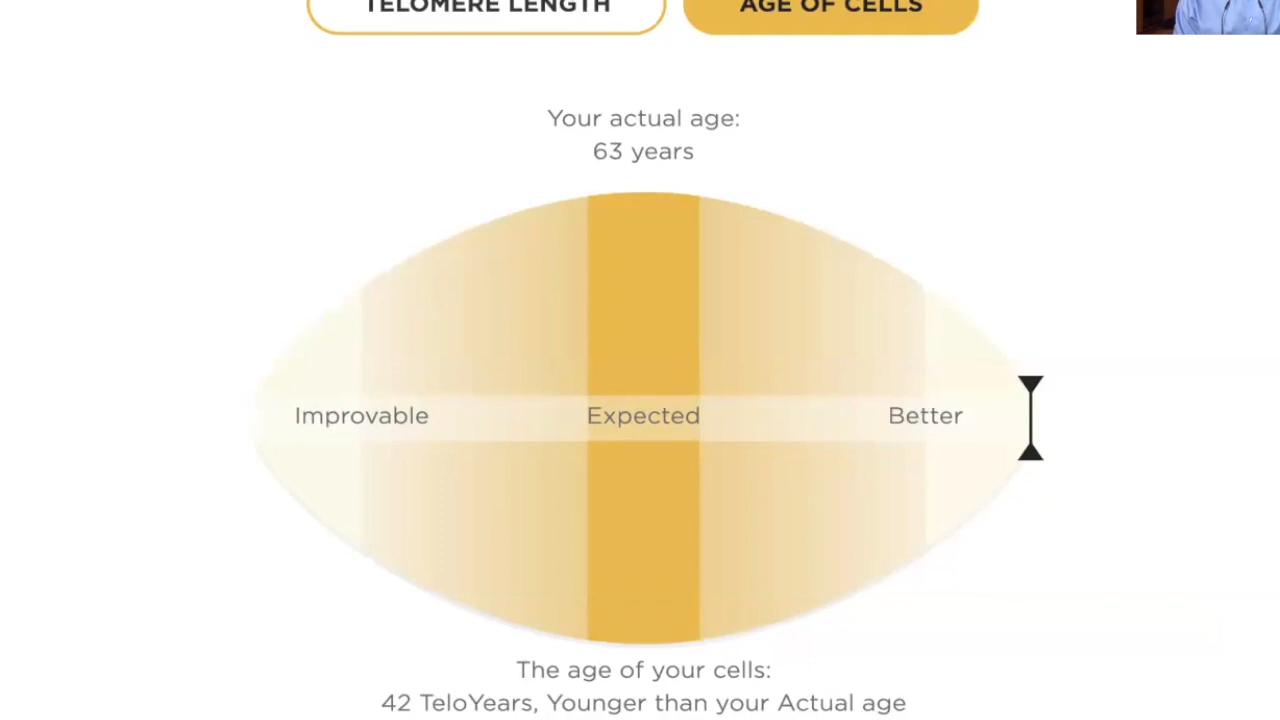 TELOMERE LENGTH
AGE OF CELLS
Your actual age:
63 years
Improvable
Expected
Better
The age of your cells:
42 TeloYears, Younger than your Actual age